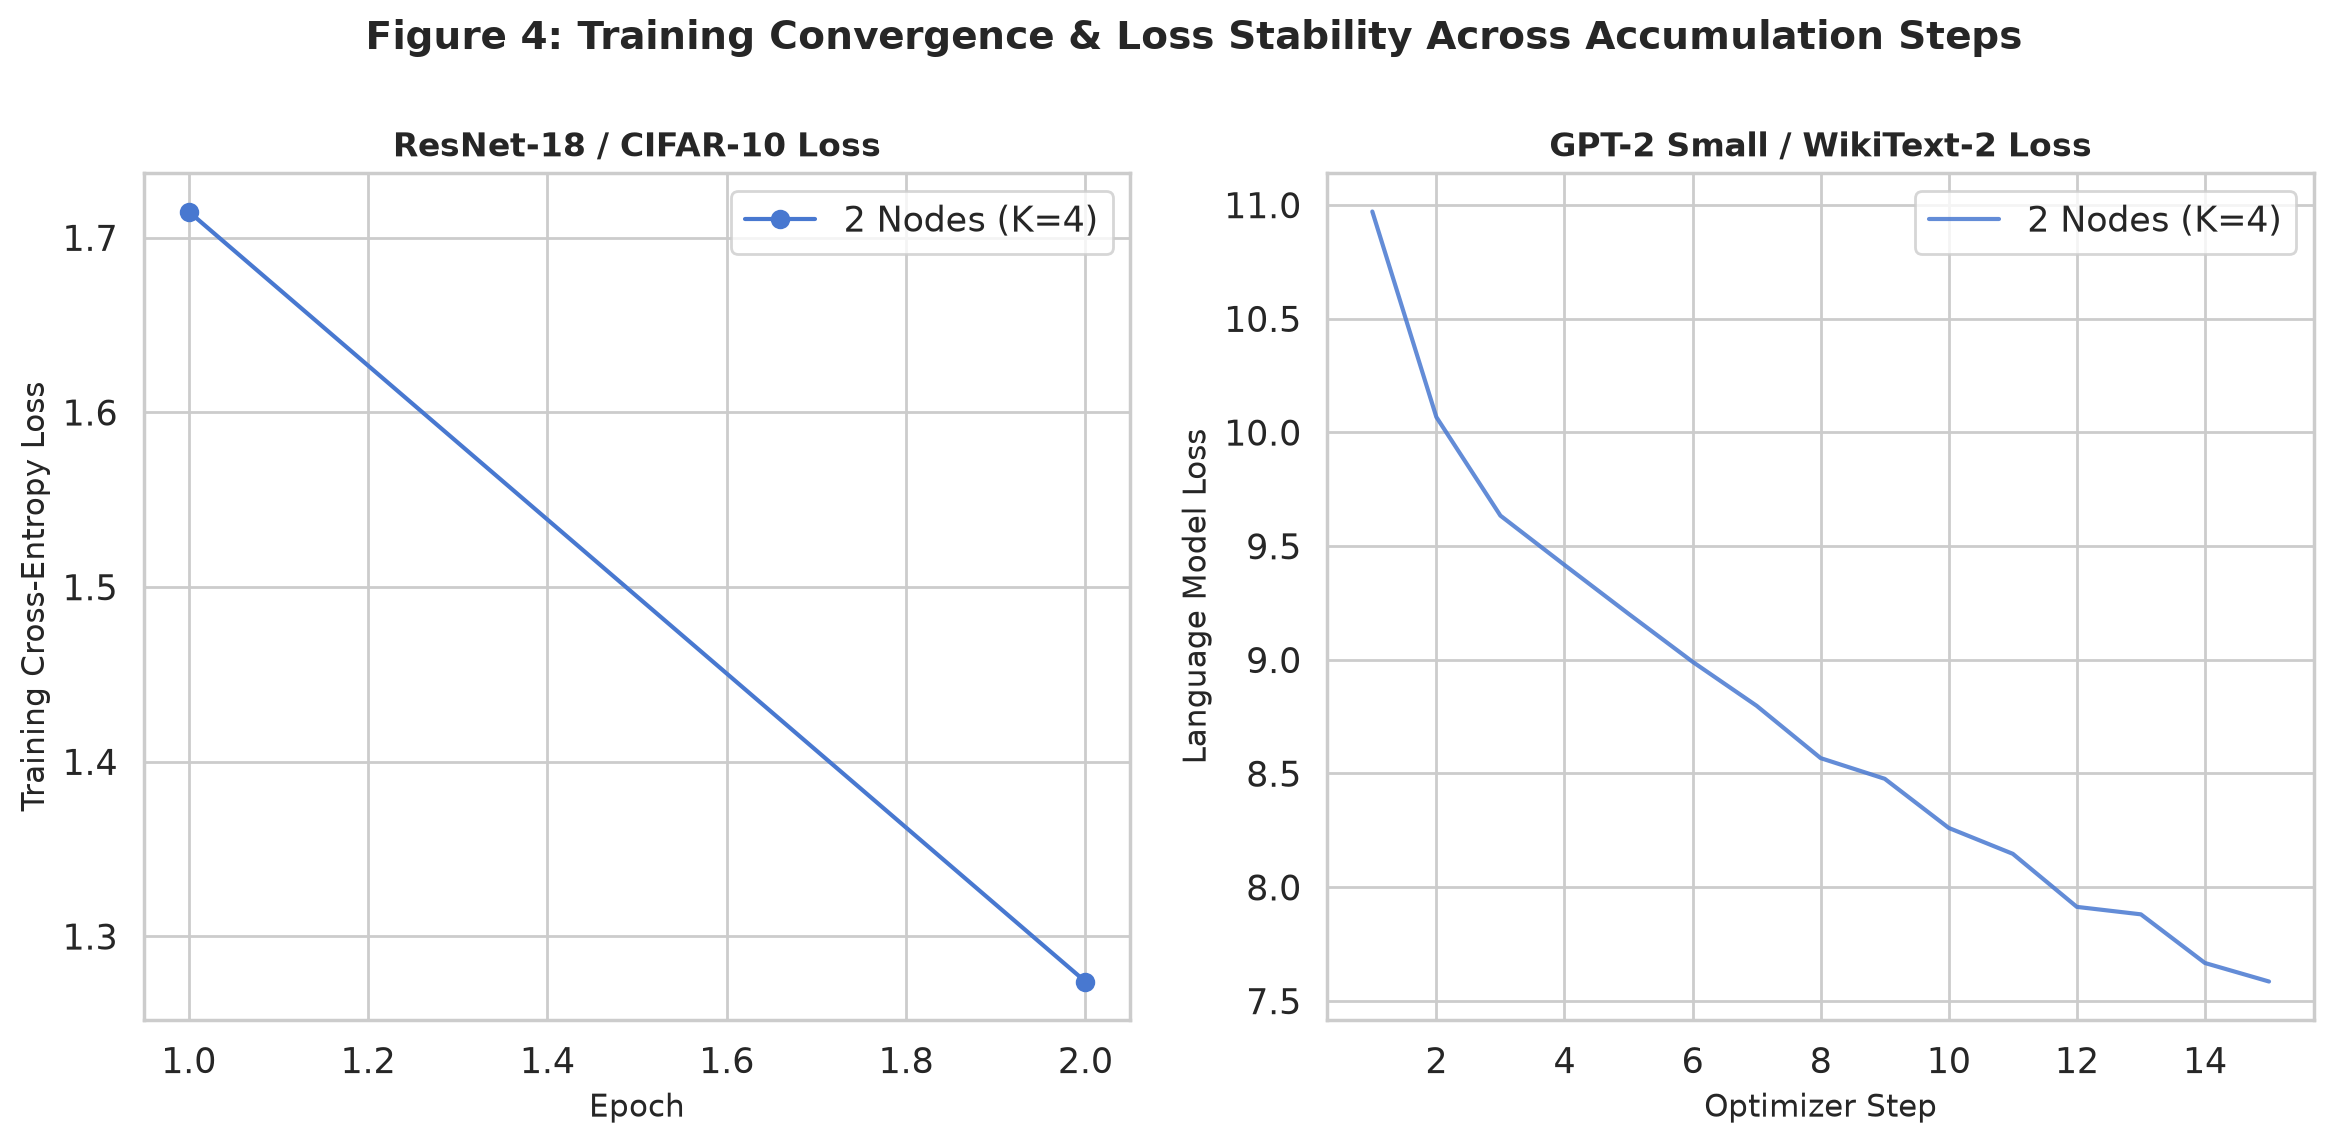 Figure 4: Training Convergence & Loss Stability Across Accumulation Steps
ResNet-18 / CIFAR-10 Loss
2 Nodes (K=4)
Training Cross-Entropy Loss
1.7
1.6
1.5
1.4
1.3
1.0 1.2 1.4 1.6 1.8 2.0
Epoch
GPT-2 Small / WikiText-2 Loss
2 Nodes (K=4)
Language Model Loss
11.0
10.5
10.0
9.5
9.0
8.5
8.0
7.5
2 4 6 8 10 12 14
Optimizer Step